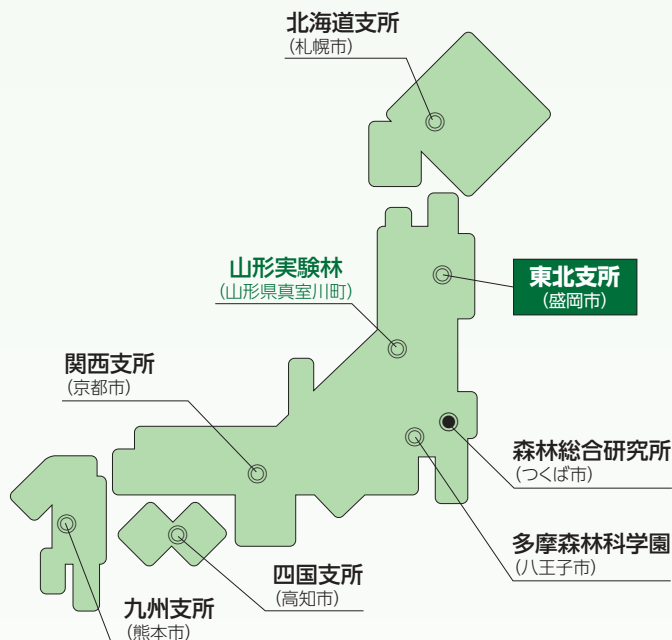 北海道支所
(札幌市)
山形実験林
(山形県真室川町)
東北支所
(盛岡市)
関西支所
(京都市)
森林総合研究所
(つくば市)
多摩森林科学園
(八王子市)
四国支所
(高知市)
九州支所
(熊本市)